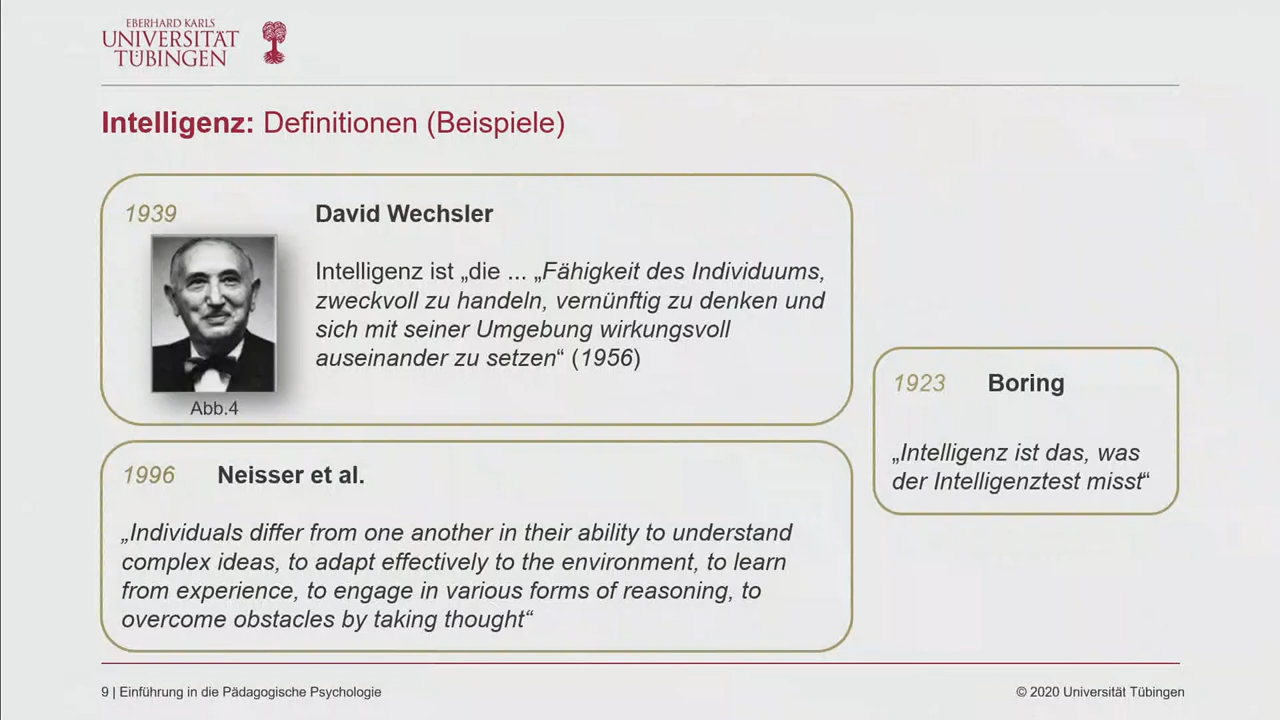 EBERHARD KARLS
UNIVERSITÄT
TÜBINGEN
Intelligenz: Definitionen (Beispiele)
1939
David Wechsler
Intelligenz ist „die ... „Fähigkeit des Individuums,
zweckvoll zu handeln, vernünftig zu denken und
sich mit seiner Umgebung wirkungsvoll
auseinander zu setzen“ (1956)
Abb.4
1923 Boring
„Intelligenz ist das, was
der Intelligenztest misst“
1996 Neisser et al.
„Individuals differ from one another in their ability to understand
complex ideas, to adapt effectively to the environment, to learn
from experience, to engage in various forms of reasoning, to
overcome obstacles by taking thought“
9 | Einführung in die Pädagogische Psychologie
© 2020 Universität Tübingen